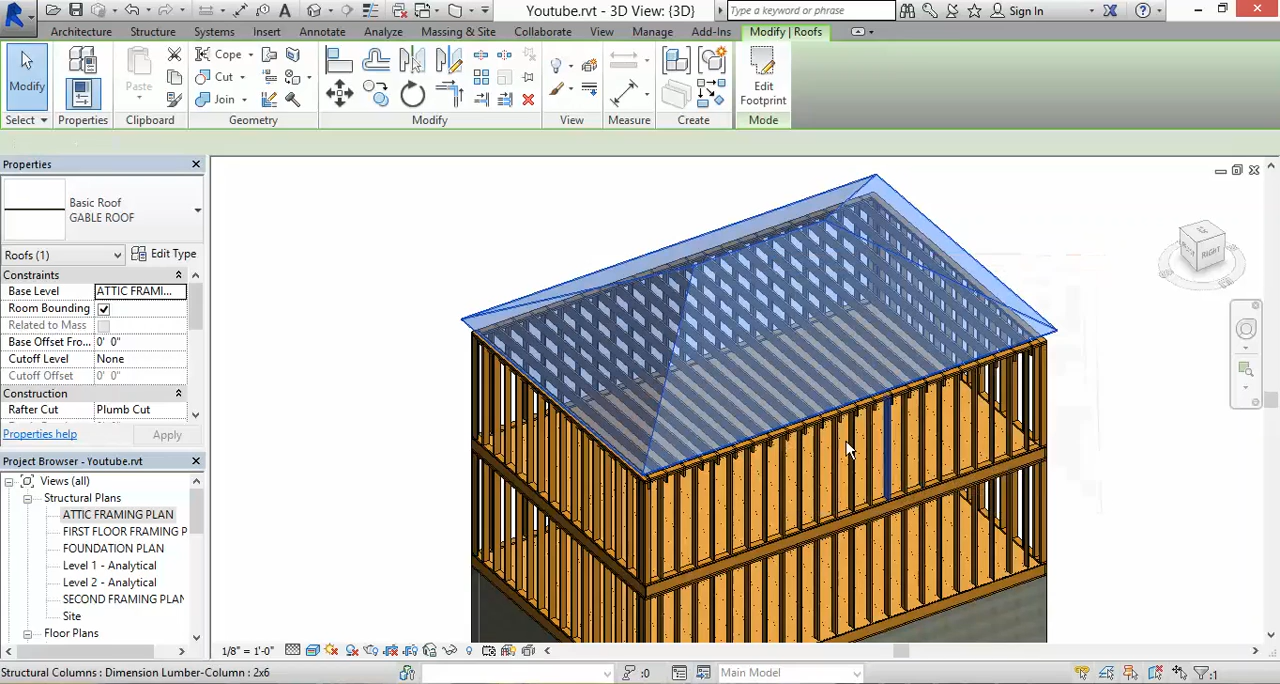 Youtube.rvt - 3D View: {3D}
Type a keyword or phrase
Sign In
Architecture Structure Systems Insert Annotate Analyze Massing & Site Collaborate View Manage Add-Ins Modify | Roofs
Modify
Paste
Cope
Cut
Join
Edit
Footprint
Select Properties Clipboard Geometry Modify View Measure Create Mode
Properties
Basic Roof
GABLE ROOF
Roofs (1) Edit Type
Constraints
Base Level ATTIC FRAMI...
Room Bounding
Related to Mass
Base Offset Fro... 0' 0"
Cutoff Level None
Cutoff Offset 0' 0"
Construction
Rafter Cut Plumb Cut
Properties help Apply
Project Browser - Youtube.rvt
Views (all)
Structural Plans
ATTIC FRAMING PLAN
FIRST FLOOR FRAMING P
FOUNDATION PLAN
Level 1 - Analytical
Level 2 - Analytical
SECOND FRAMING PLAN
Site
Floor Plans
RIGHT
1/8" = 1'-0"
Structural Columns : Dimension Lumber-Column : 2x6
:0
Main Model
:1